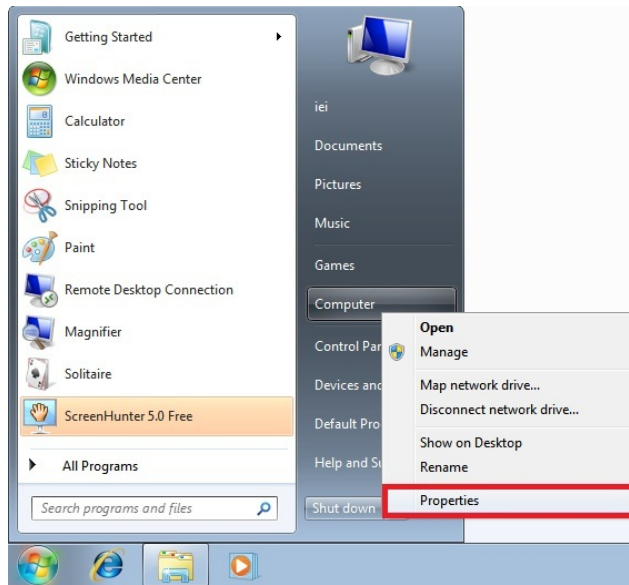 Getting Started
Windows Media Center
Calculator
Sticky Notes
Snipping Tool
Paint
Remote Desktop Connection
Magnifier
Solitaire
ScreenHunter 5.0 Free
All Programs
Search programs and files
iei
Documents
Pictures
Music
Games
Computer
Control Par
Devices and
Default Pro
Help and Su
Shut down
Open
Manage
Map network drive...
Disconnect network drive...
Show on Desktop
Rename
Properties